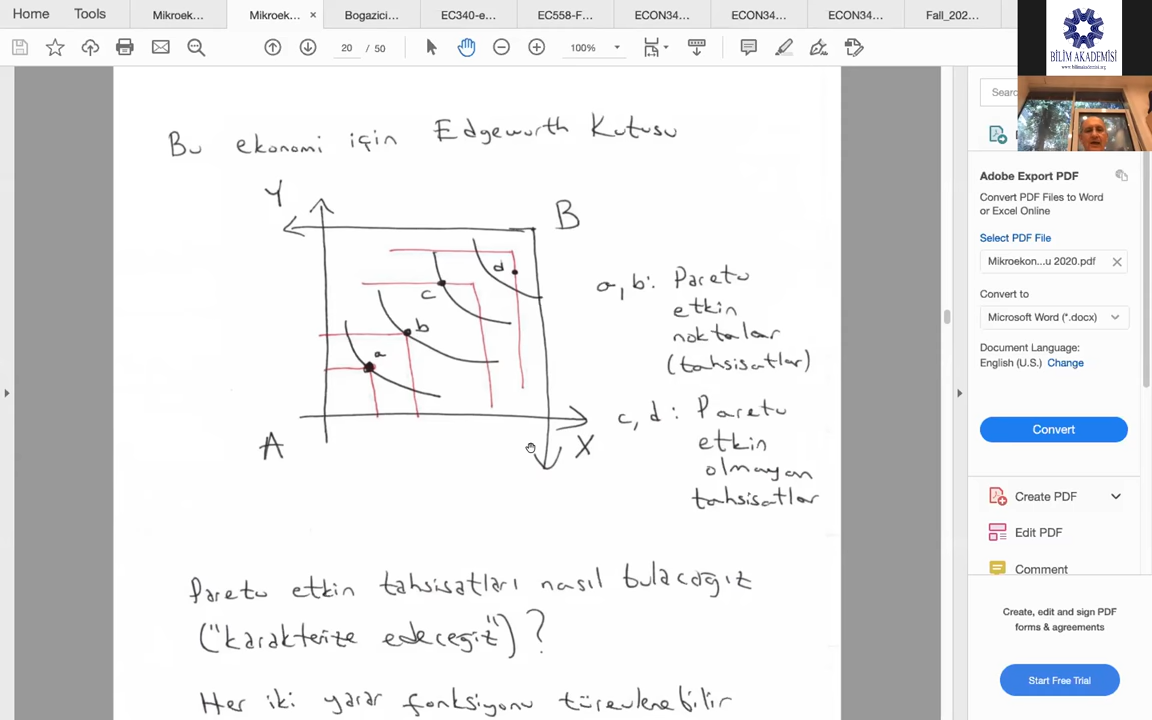 Home
Tools
Mikroek...
Mikroek...
Bogazici...
EC340-e...
EC558-F...
ECON34...
ECON34...
ECON34...
Fall_202...
20 / 50
100%
BİLİM AKADEMİSİ
www.bilimakademisi.org
Bu ekonomi için Edgeworth Kutusu
Y
B
d
c
b
a
A
X
a, b: Pareto
etkin
noktalar
(tahsisatlar)
c, d: Pareto
etkin
olmayan
tahsisatlar
Pareto etkin tahsisatları nasıl bulacağız
("karakterize edeceğiz")?
Her iki yarar fonksiyonu türevlenebilir
Sear
Adobe Export PDF
Convert PDF Files to Word
or Excel Online
Select PDF File
Mikroekon...u 2020.pdf
Convert to
Microsoft Word (*.docx)
Document Language:
English (U.S.) Change
Convert
Create PDF
Edit PDF
Comment
Create, edit and sign PDF
forms & agreements
Start Free Trial